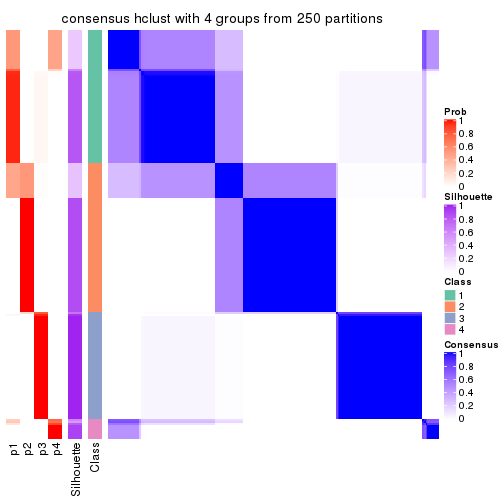 consensus hclust with 4 groups from 250 partitions
Prob
1
0.8
0.6
0.4
0.2
0
Silhouette
1
0.8
0.6
0.4
0.2
0
Class
1
2
3
4
Consensus
1
0.8
0.6
0.4
0.2
0
p1
p2
p3
p4
Silhouette
Class